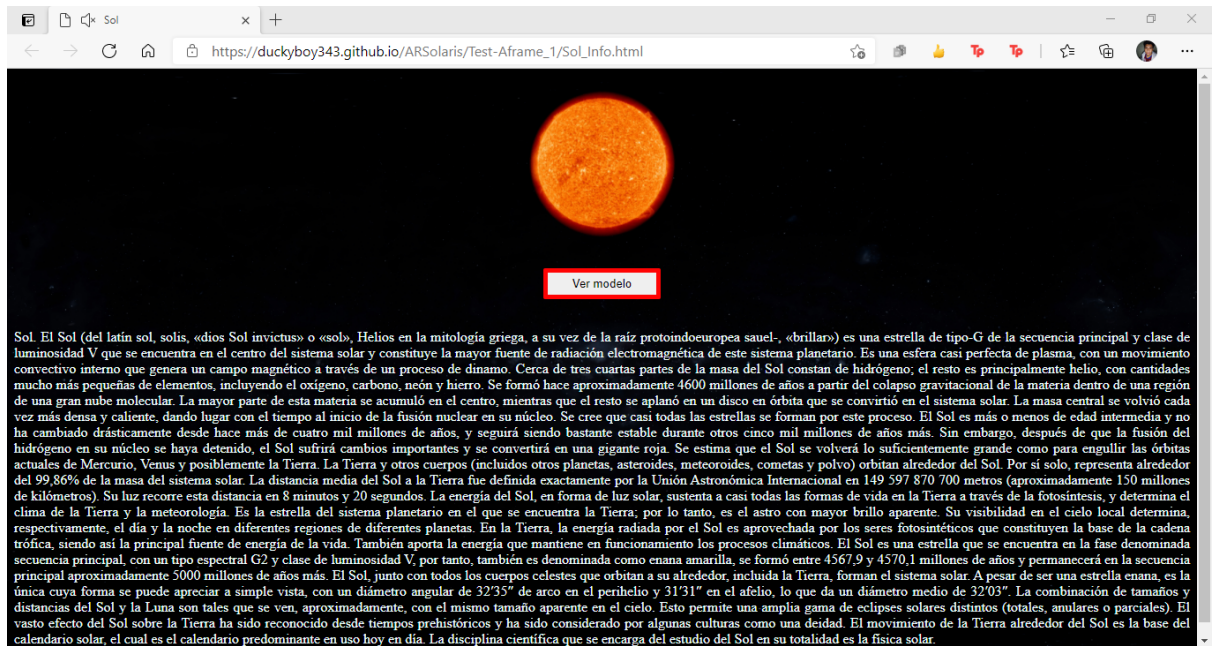 Sol
https://duckyboy343.github.io/ARSolaris/Test-Aframe_1/Sol_Info.html
Tp Tp
Ver modelo
Sol. El Sol (del latín sol, solis, «dios Sol invictus» o «sol», Helios en la mitología griega, a su vez de la raíz protoindoeuropea sauel-, «brillar») es una estrella de tipo-G de la secuencia principal y clase de
luminosidad V que se encuentra en el centro del sistema solar y constituye la mayor fuente de radiación electromagnética de este sistema planetario. Es una esfera casi perfecta de plasma, con un movimiento
convectivo interno que genera un campo magnético a través de un proceso de dinamo. Cerca de tres cuartas partes de la masa del Sol constan de hidrógeno; el resto es principalmente helio, con cantidades
mucho más pequeñas de elementos, incluyendo el oxígeno, carbono, neón y hierro. Se formó hace aproximadamente 4600 millones de años a partir del colapso gravitacional de la materia dentro de una región
de una gran nube molecular. La mayor parte de esta materia se acumuló en el centro, mientras que el resto se aplanó en un disco en órbita que se convirtió en el sistema solar. La masa central se volvió cada
vez más densa y caliente, dando lugar con el tiempo al inicio de la fusión nuclear en su núcleo. Se cree que casi todas las estrellas se forman por este proceso. El Sol es más o menos de edad intermedia y no
ha cambiado drásticamente desde hace más de cuatro mil millones de años, y seguirá siendo bastante estable durante otros cinco mil millones de años más. Sin embargo, después de que la fusión del
hidrógeno en su núcleo se haya detenido, el Sol sufrirá cambios importantes y se convertirá en una gigante roja. Se estima que el Sol se volverá lo suficientemente grande como para engullir las órbitas
actuales de Mercurio, Venus y posiblemente la Tierra. La Tierra y otros cuerpos (incluidos otros planetas, asteroides, meteoroides, cometas y polvo) orbitan alrededor del Sol. Por sí solo, representa alrededor
del 99,86% de la masa del sistema solar. La distancia media del Sol a la Tierra fue definida exactamente por la Unión Astronómica Internacional en 149 597 870 700 metros (aproximadamente 150 millones
de kilómetros). Su luz recorre esta distancia en 8 minutos y 20 segundos. La energía del Sol, en forma de luz solar, sustenta a casi todas las formas de vida en la Tierra a través de la fotosíntesis, y determina el
clima de la Tierra y la meteorología. Es la estrella del sistema planetario en el que se encuentra la Tierra; por lo tanto, es el astro con mayor brillo aparente. Su visibilidad en el cielo local determina,
respectivamente, el día y la noche en diferentes regiones de diferentes planetas. En la Tierra, la energía radiada por el Sol es aprovechada por los seres fotosintéticos que constituyen la base de la cadena
trófica, siendo así la principal fuente de energía de la vida. También aporta la energía que mantiene en funcionamiento los procesos climáticos. El Sol es una estrella que se encuentra en la fase denominada
secuencia principal, con un tipo espectral G2 y clase de luminosidad V, por tanto, también es denominada como enana amarilla, se formó entre 4567,9 y 4570,1 millones de años y permanecerá en la secuencia
principal aproximadamente 5000 millones de años más. El Sol, junto con todos los cuerpos celestes que orbitan a su alrededor, incluida la Tierra, forman el sistema solar. A pesar de ser una estrella enana, es la
única cuya forma se puede apreciar a simple vista, con un diámetro angular de 32′35″ de arco en el perihelio y 31′31″ en el afelio, lo que da un diámetro medio de 32′03″. La combinación de tamaños y
distancias del Sol y la Luna son tales que se ven, aproximadamente, con el mismo tamaño aparente en el cielo. Esto permite una amplia gama de eclipses solares distintos (totales, anulares o parciales). El
vasto efecto del Sol sobre la Tierra ha sido reconocido desde tiempos prehistóricos y ha sido considerado por algunas culturas como una deidad. El movimiento de la Tierra alrededor del Sol es la base del
calendario solar, el cual es el calendario predominante en uso hoy en día. La disciplina científica que se encarga del estudio del Sol en su totalidad es la física solar.